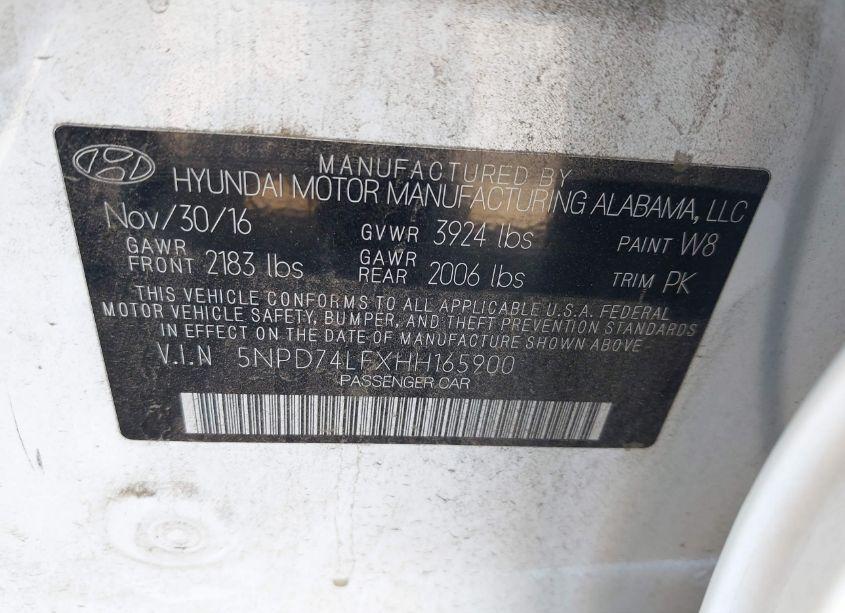 MANUFACTURED BY
HYUNDAI MOTOR MANUFACTURING ALABAMA, LLC
Nov/30/16 GVWR 3924 lbs PAINT W8
GAWR FRONT 2183 lbs GAWR REAR 2006 lbs TRIM PK
THIS VEHICLE CONFORMS TO ALL APPLICABLE U.S.A. FEDERAL
MOTOR VEHICLE SAFETY, BUMPER, AND THEFT PREVENTION STANDARDS
IN EFFECT ON THE DATE OF MANUFACTURE SHOWN ABOVE.
V.I.N 5NPD74LFXHH165900
PASSENGER CAR